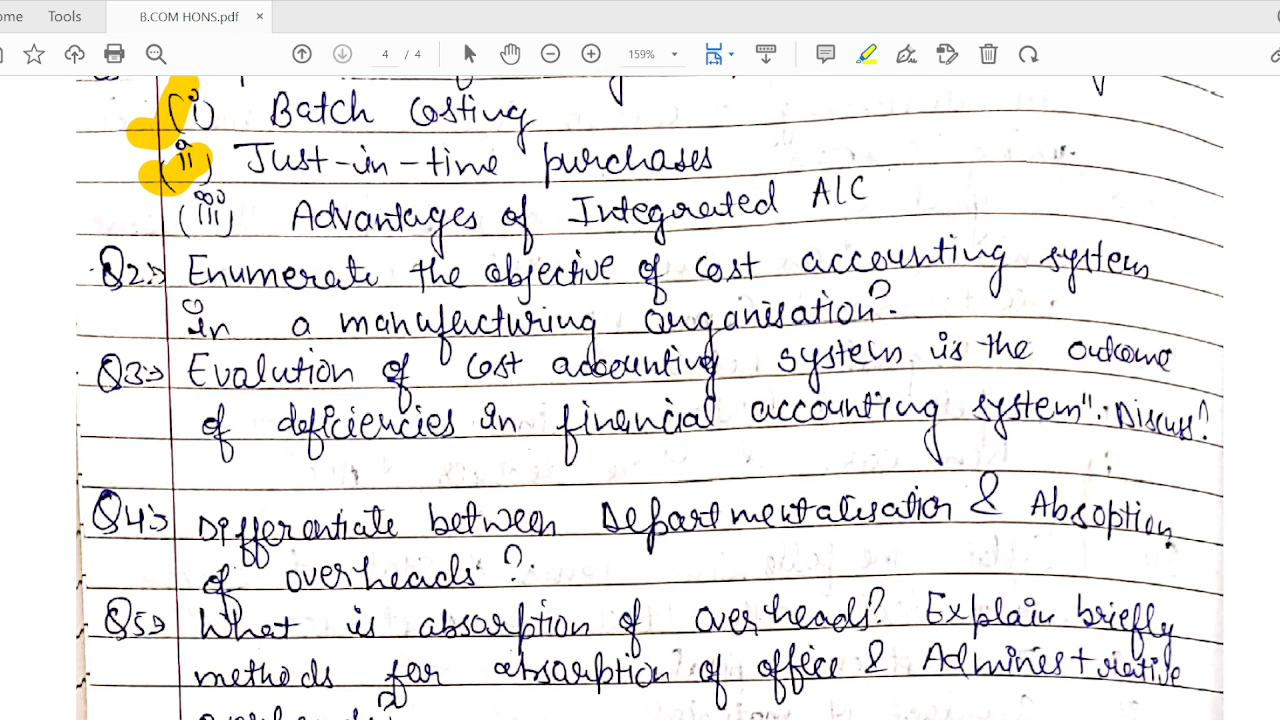 Tools B.COM HONS.pdf ×
4 / 4 159%
(i) Batch Costing
(ii) Just-in-time purchases
(iii) Advantages of Integrated A/C
Q2:→ Enumerate the objective of cost accounting system
in a manufacturing organisation?
Q3:→ Evalution of cost accounting system is the outcome
of deficiencies in financial accounting system". Discuss?
Q4:→ Differentiate between Departmentalisation & Absoption
of overheads?
Q5→ What is absorption of overheads? Explain briefly
methods for absorption of office & Administrative